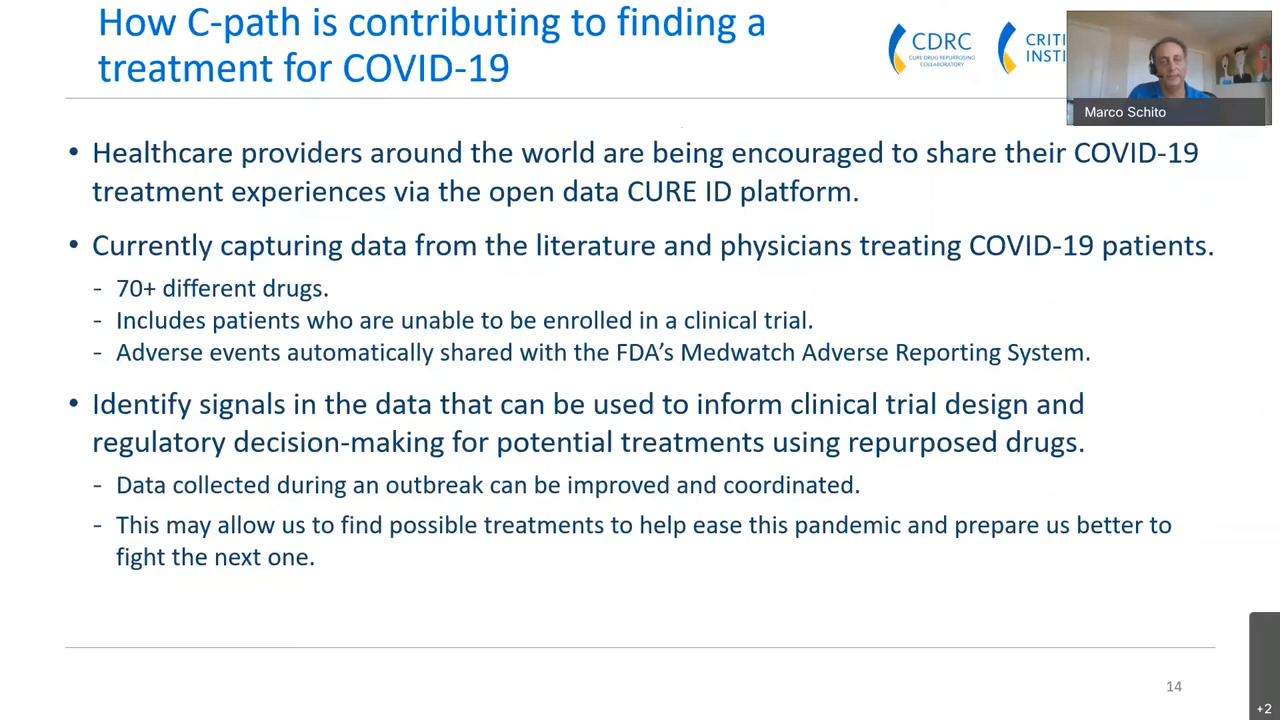 How C-path is contributing to finding a
treatment for COVID-19
CDRC
CURE DRUG REPURPOSING
COLLABORATORY
CRITI
INSTI
Marco Schito
• Healthcare providers around the world are being encouraged to share their COVID-19
treatment experiences via the open data CURE ID platform.
• Currently capturing data from the literature and physicians treating COVID-19 patients.
- 70+ different drugs.
- Includes patients who are unable to be enrolled in a clinical trial.
- Adverse events automatically shared with the FDA’s Medwatch Adverse Reporting System.
• Identify signals in the data that can be used to inform clinical trial design and
regulatory decision-making for potential treatments using repurposed drugs.
- Data collected during an outbreak can be improved and coordinated.
- This may allow us to find possible treatments to help ease this pandemic and prepare us better to
fight the next one.
14
+2